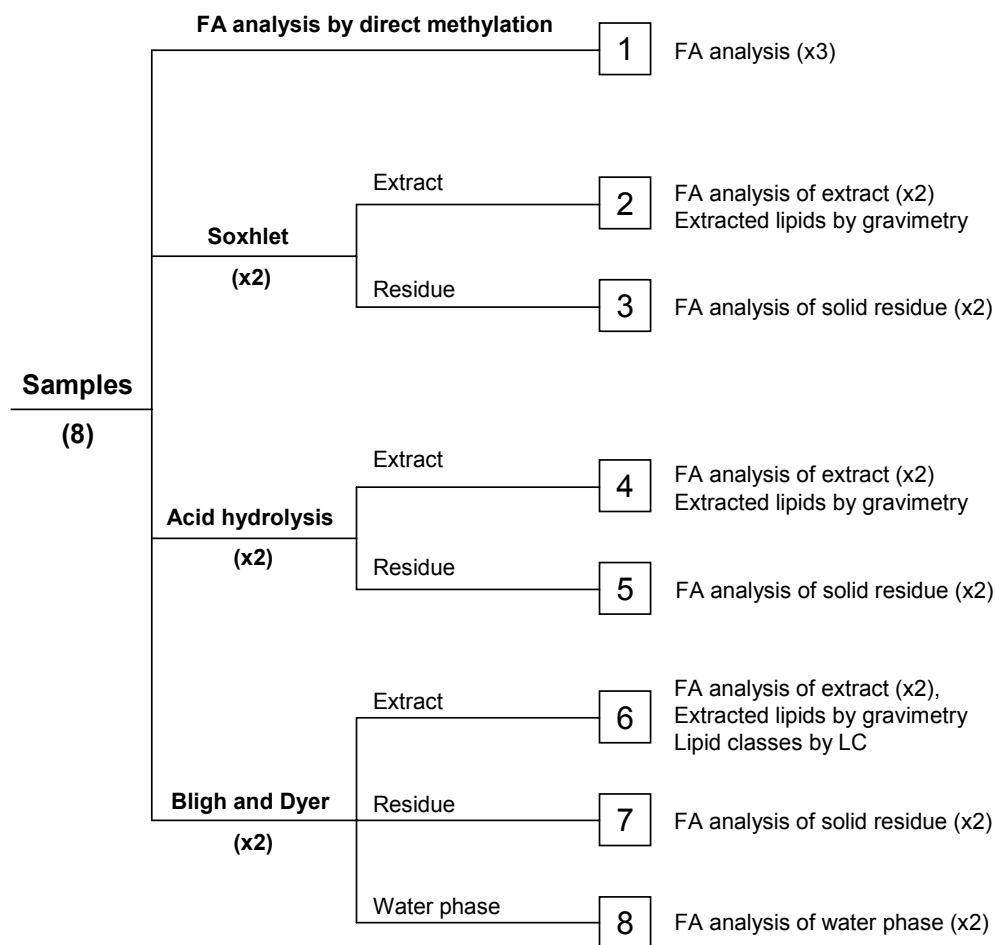 FA analysis by direct methylation
1
FA analysis (x3)
Extract
2
FA analysis of extract (x2)
Extracted lipids by gravimetry
Soxhlet
(x2)
Residue
3
FA analysis of solid residue (x2)
Samples
(8)
Extract
4
FA analysis of extract (x2)
Extracted lipids by gravimetry
Acid hydrolysis
(x2)
Residue
5
FA analysis of solid residue (x2)
Extract
6
FA analysis of extract (x2),
Extracted lipids by gravimetry
Lipid classes by LC
Bligh and Dyer
(x2)
Residue
7
FA analysis of solid residue (x2)
Water phase
8
FA analysis of water phase (x2)